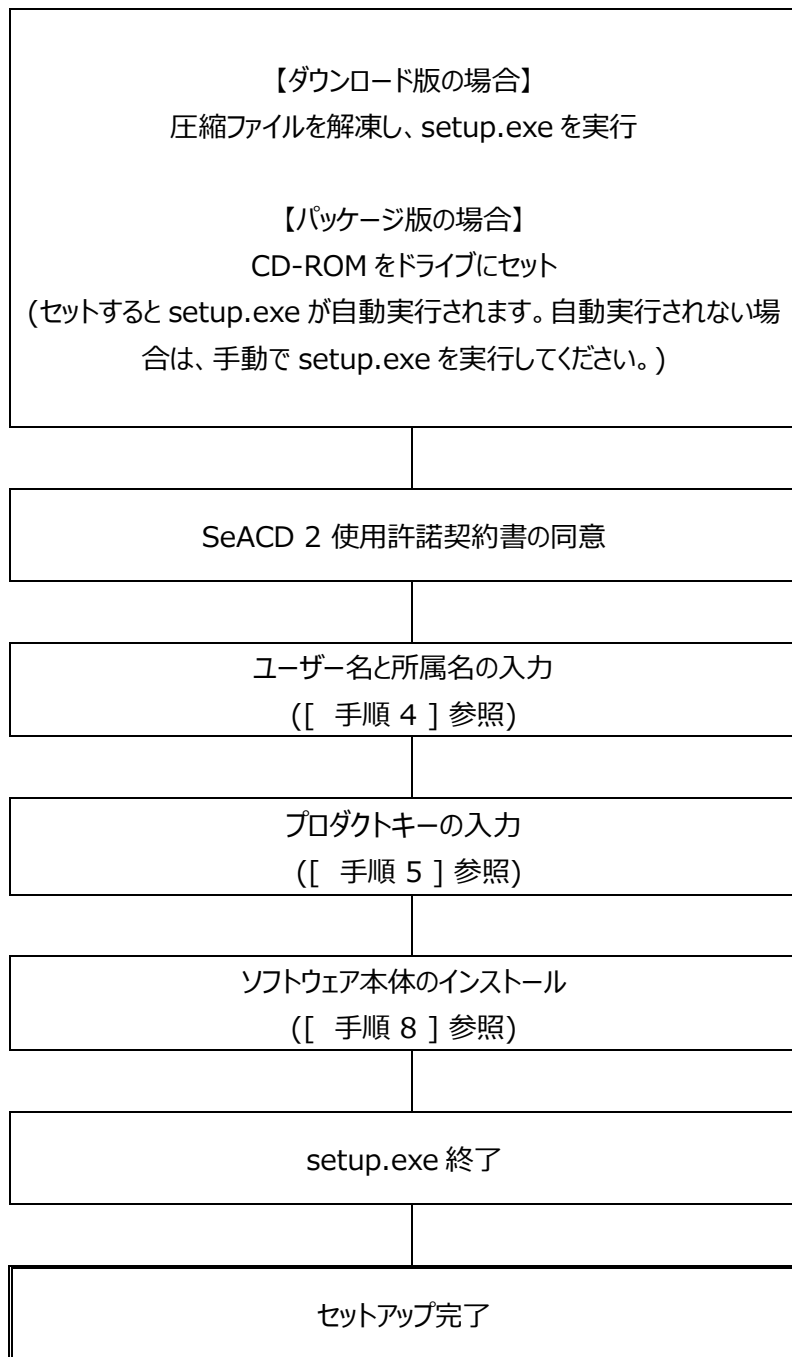 【ダウンロード版の場合】
圧縮ファイルを解凍し、setup.exe を実行
【パッケージ版の場合】
CD-ROM をドライブにセット
(セットすると setup.exe が自動実行されます。自動実行されない場
合は、手動で setup.exe を実行してください。)
SeACD 2 使用許諾契約書の同意
ユーザー名と所属名の入力
([ 手順 4 ] 参照)
プロダクトキーの入力
([ 手順 5 ] 参照)
ソフトウェア本体のインストール
([ 手順 8 ] 参照)
setup.exe 終了
セットアップ完了